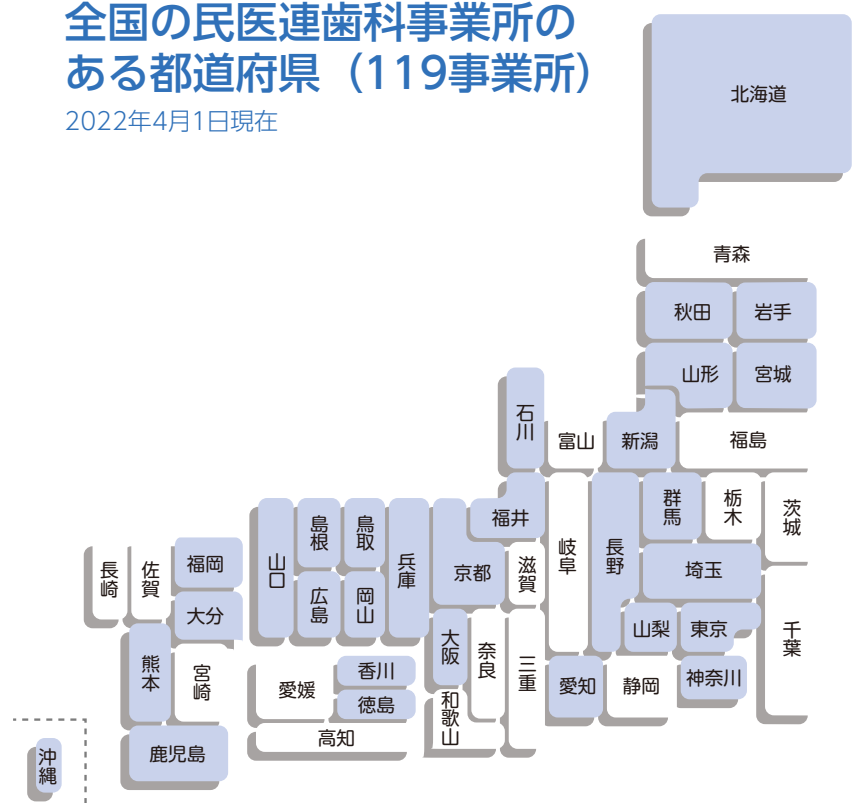 全国の民医連歯科事業所の
ある都道府県（119事業所）
2022年4月1日現在
北海道
青森
秋田
岩手
山形
宮城
石川
富山
新潟
福島
福井
群馬
栃木
茨城
山口
島根
鳥取
兵庫
京都
滋賀
岐阜
長野
埼玉
長崎
佐賀
福岡
広島
岡山
大分
大阪
奈良
三重
山梨
東京
千葉
熊本
宮崎
愛媛
香川
徳島
和歌山
愛知
静岡
神奈川
高知
鹿児島
沖縄